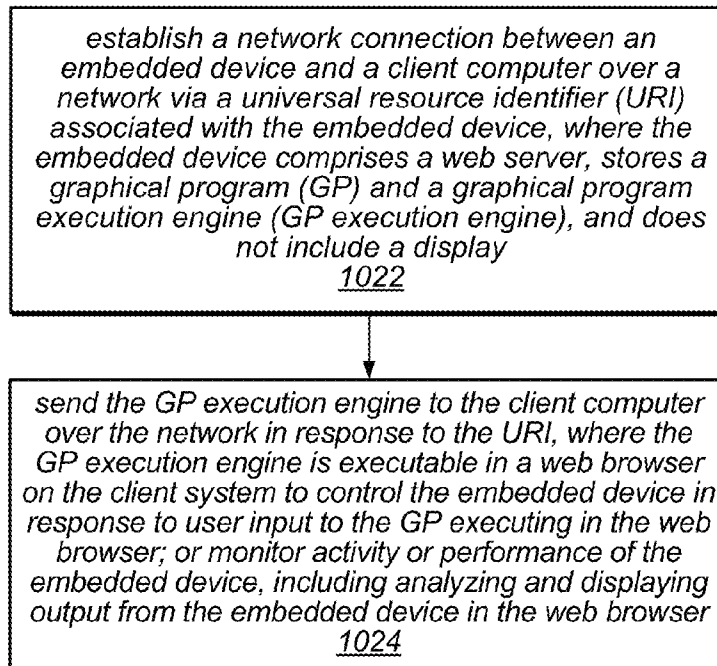 establish a network connection between an
embedded device and a client computer over a
network via a universal resource identifier (URI)
associated with the embedded device, where the
embedded device comprises a web server, stores a
graphical program (GP) and a graphical program
execution engine (GP execution engine), and does
not include a display
1022
send the GP execution engine to the client computer
over the network in response to the URI, where the
GP execution engine is executable in a web browser
on the client system to control the embedded device in
response to user input to the GP executing in the web
browser; or monitor activity or performance of the
embedded device, including analyzing and displaying
output from the embedded device in the web browser
1024